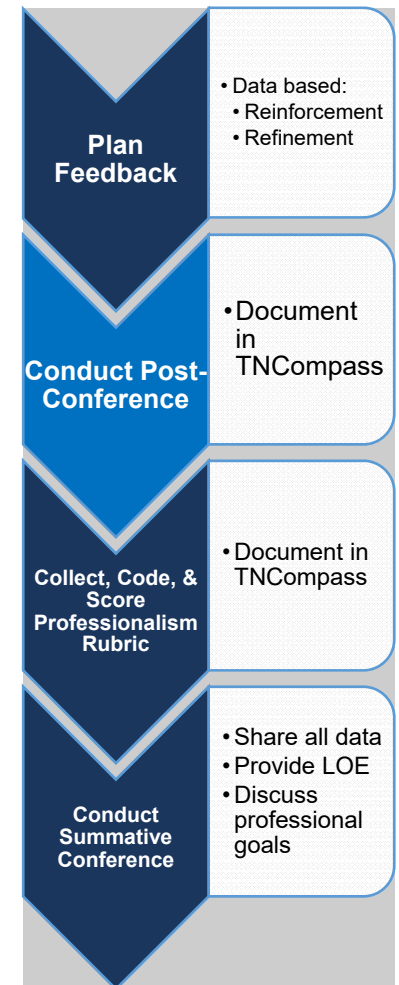 Plan
Feedback
• Data based:
• Reinforcement
• Refinement
Conduct Post-
Conference
• Document
in
TNCompass
Collect, Code, &
Score
Professionalism
Rubric
• Document in
TNCompass
Conduct
Summative
Conference
• Share all data
• Provide LOE
• Discuss
professional
goals